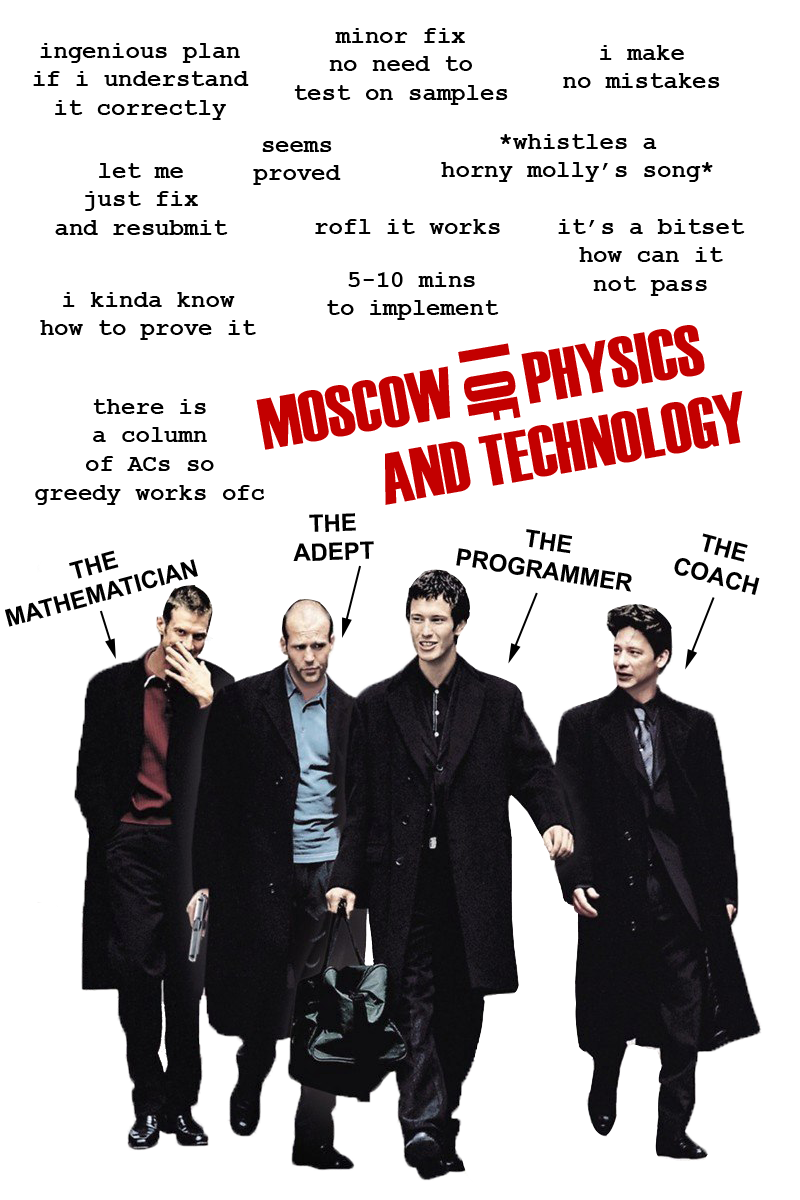 ingenious plan
if i understand
it correctly
minor fix
no need to
test on samples
i make
no mistakes
seems
proved
*whistles a
horny molly's song*
let me
just fix
and resubmit
rofl it works
it's a bitset
how can it
not pass
5-10 mins
to implement
i kinda know
how to prove it
MOSCOW I OF PHYSICS
AND TECHNOLOGY
there is
a column
of ACs so
greedy works ofc
THE
MATHEMATICIAN
THE
ADEPT
THE
PROGRAMMER
THE
COACH